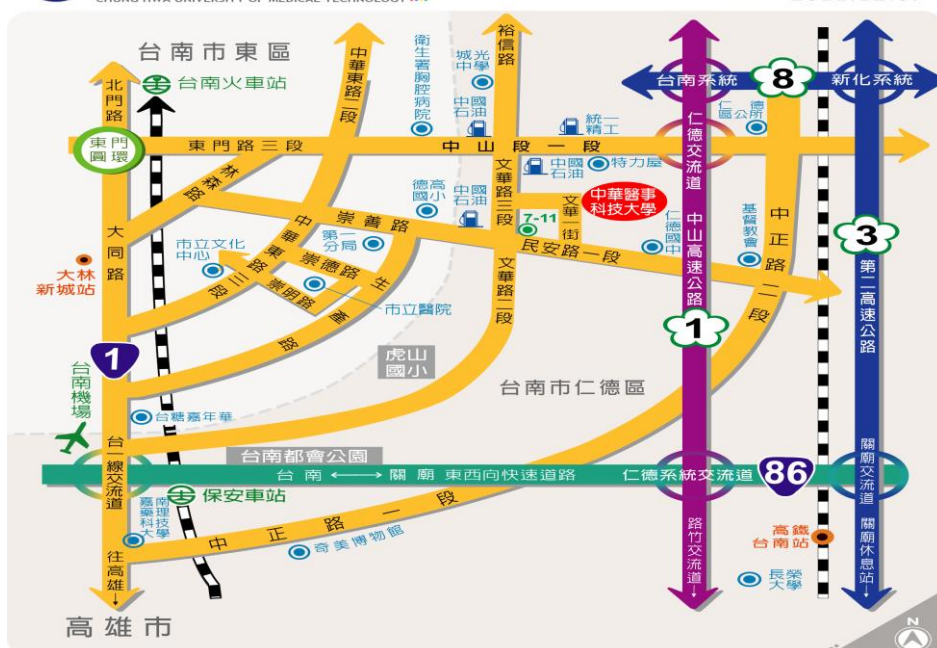 CHUNG HWA UNIVERSITY OF MEDICAL TECHNOLOGY
台南市東區
台南火車站
北門路
中華東路二段
衛生署胸腔病院
城光中學
裕信路
中國石油
統一精工
台南系統
8
新化系統
仁德區公所
仁德交流道
東門圓環
東門路三段
中山段一段
林森路
德高國小
中國石油
文華路三段
中國石油
特力屋
中華醫事科技大學
文華一街
7-11
大同路
市立文化中心
中華東路三段
第一分局
崇善路
崇德路
崇明路
生產路
市立醫院
民安路一段
仁德國中
基督教會
中正路二段
中山高速公路
1
3
第二高速公路
大林新城站
文華路二段
1
虎山國小
台南市仁德區
台南機場
台糖嘉年華
台南都會公園
台一線交流道
台南 ←→ 關廟 東西向快速道路
仁德系統交流道
86
關廟交流道
保安車站
嘉南藥理科技大學
中正路一段
奇美博物館
路竹交流道
高鐵台南站
長榮大學
關廟休息站↓
往高雄↓
高雄市
N